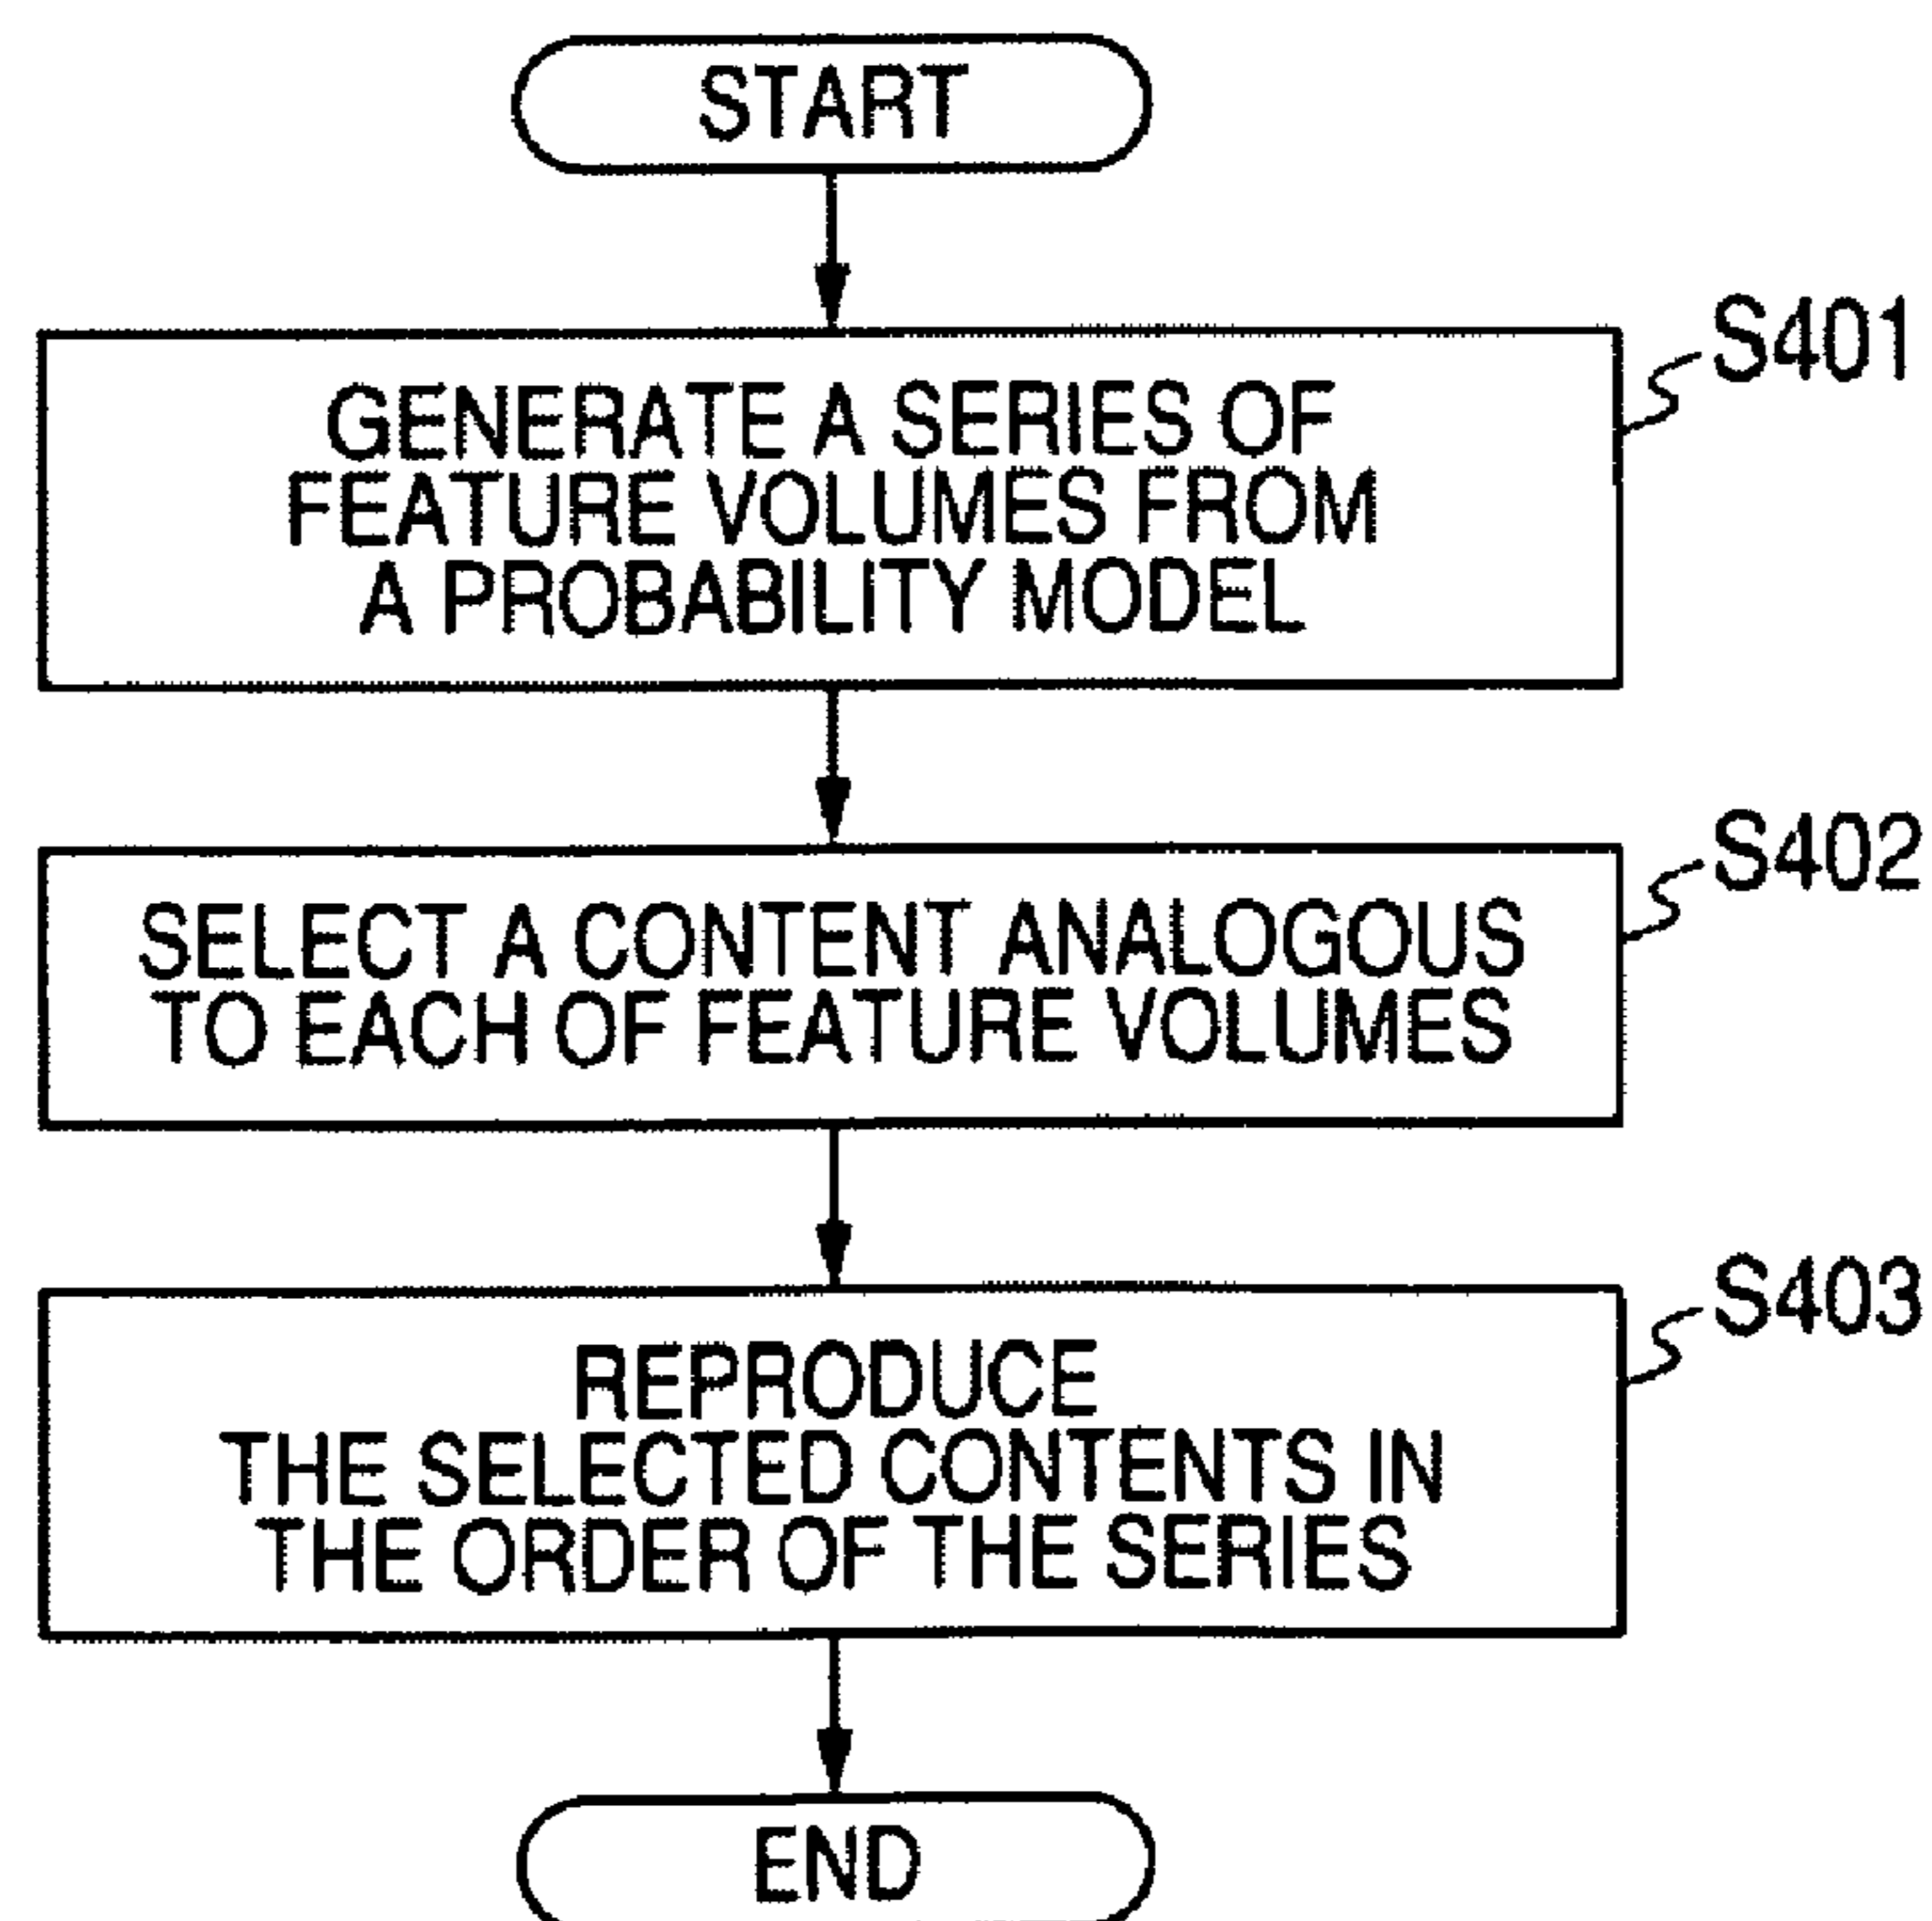 START
S401
GENERATE A SERIES OF
FEATURE VOLUMES FROM
A PROBABILITY MODEL
S402
SELECT A CONTENT ANALOGOUS
TO EACH OF FEATURE VOLUMES
S403
REPRODUCE
THE SELECTED CONTENTS IN
THE ORDER OF THE SERIES
END